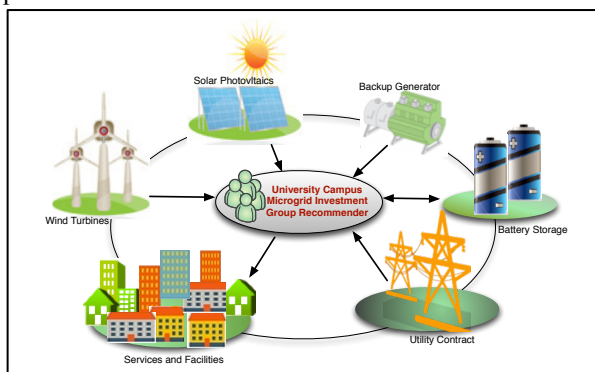 Solar Photovltaics
Backup Generator
University Campus
Microgrid Investment
Group Recommender
Wind Turbines
Battery Storage
Utility Contract
Services and Facilities